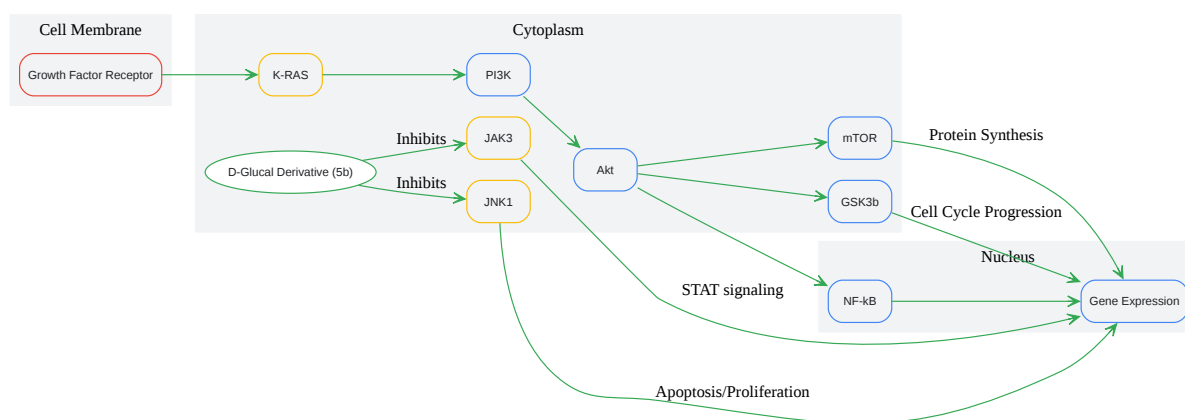 Cell Membrane
Cytoplasm
Growth Factor Receptor
K-RAS
PI3K
Inhibits
JAK3
D-Glucal Derivative (5b)
Inhibits
JNK1
Akt
mTOR
Protein Synthesis
GSK3b
Cell Cycle Progression
Nucleus
STAT signaling
NF-kB
Gene Expression
Apoptosis/Proliferation